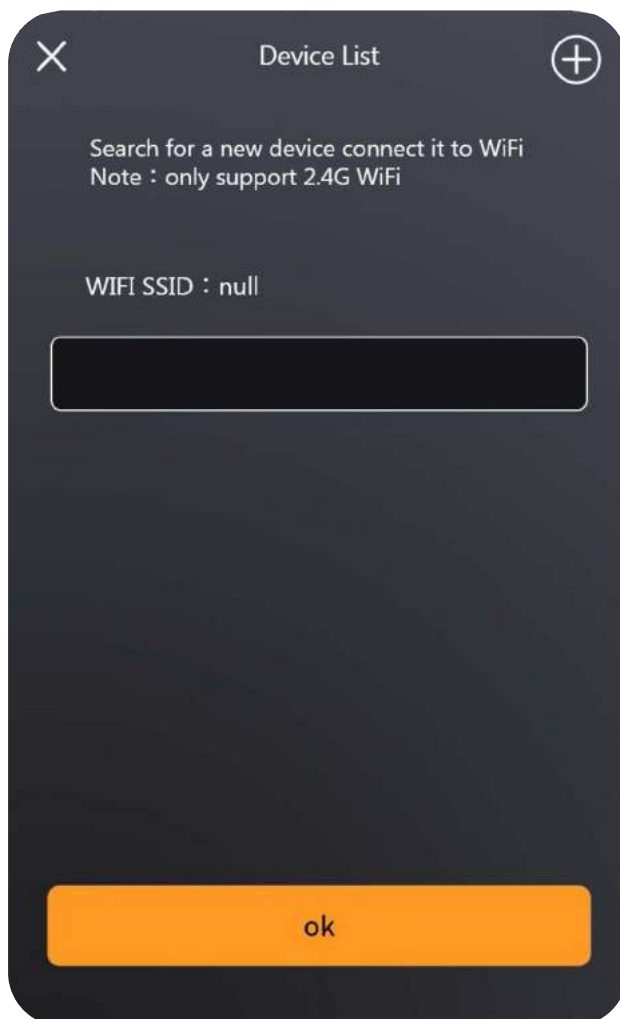 Device List
Search for a new device connect it to WiFi
Note：only support 2.4G WiFi
WIFI SSID：null
ok